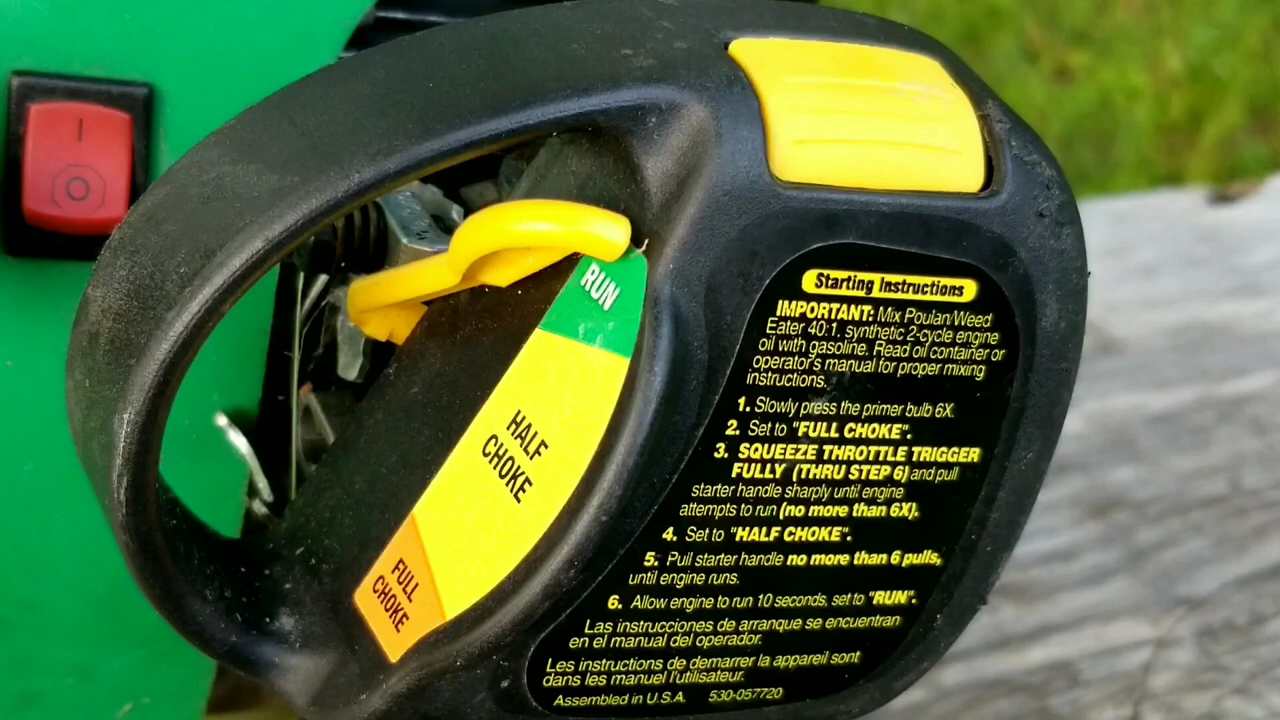 I
O
RUN
HALF
CHOKE
FULL
CHOKE
Starting Instructions
IMPORTANT: Mix Poulan/Weed
Eater 40:1. synthetic 2-cycle engine
oil with gasoline. Read oil container or
operator's manual for proper mixing
instructions.
1. Slowly press the primer bulb 6X.
2. Set to "FULL CHOKE".
3. SQUEEZE THROTTLE TRIGGER
FULLY (THRU STEP 6) and pull
starter handle sharply until engine
attempts to run (no more than 6X).
4. Set to "HALF CHOKE".
5. Pull starter handle no more than 6 pulls,
until engine runs.
6. Allow engine to run 10 seconds, set to "RUN".
Las instrucciones de arranque se encuentran
en el manual del operador.
Les instructions de demarrer la appareil sont
dans les manuel l'utilisateur.
Assembled in U.S.A. 530-057720